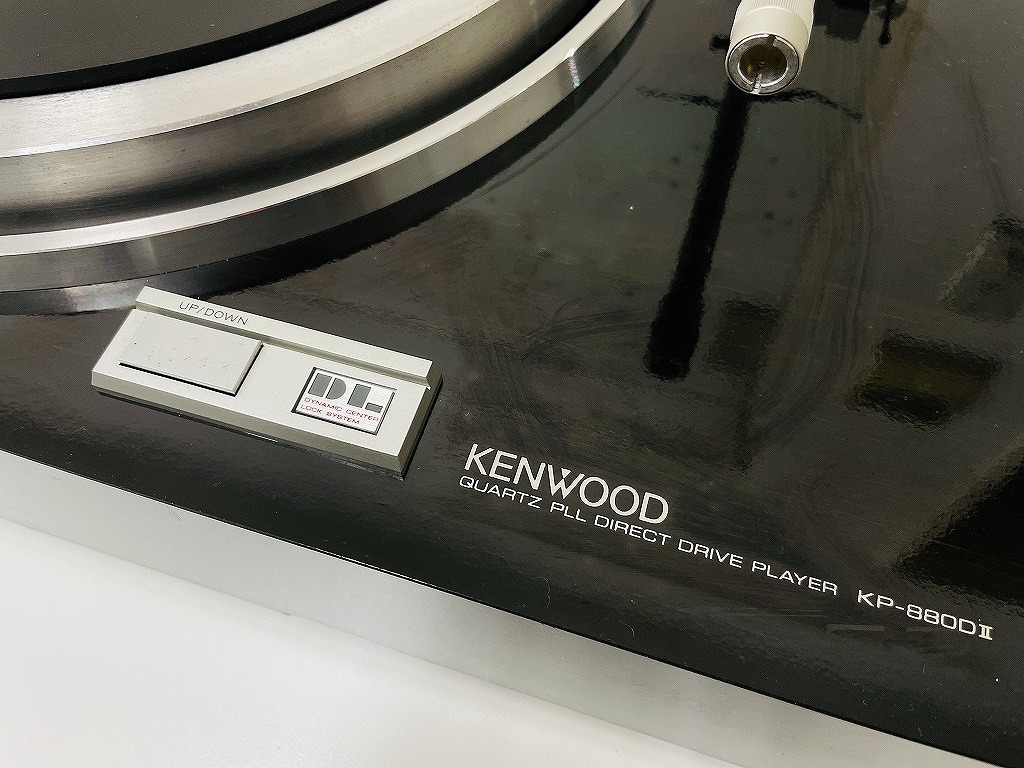 UP/DOWN
DL
DYNAMIC CENTER
LOCK SYSTEM
KENWOOD
QUARTZ PLL DIRECT DRIVE PLAYER KP-880DII